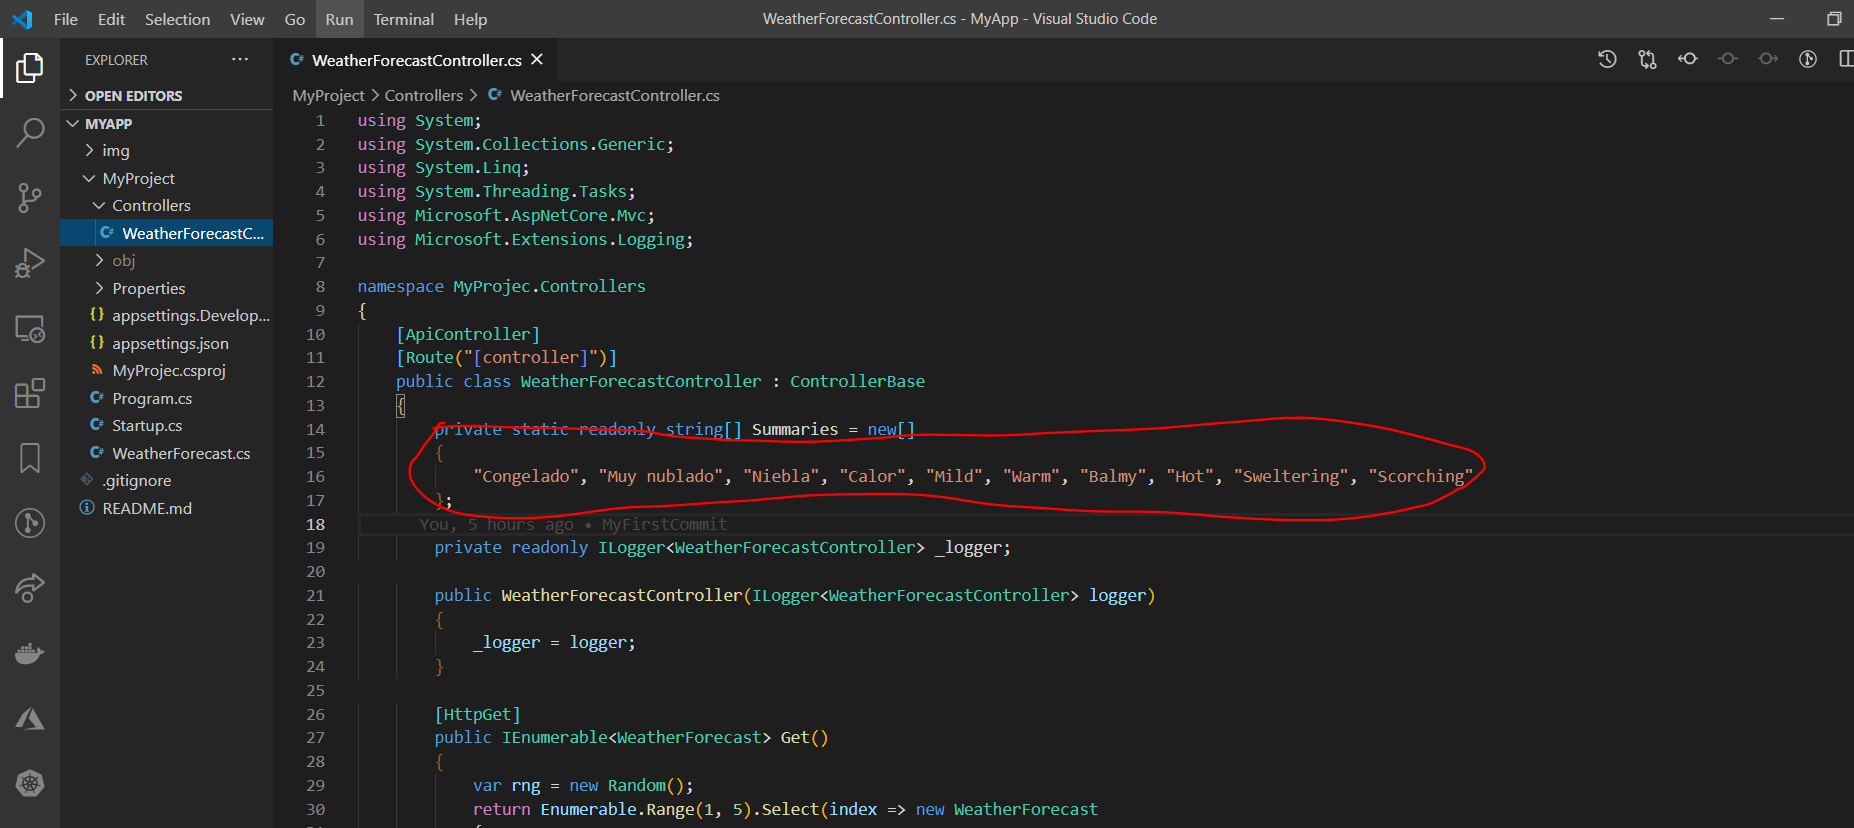 File Edit Selection View Go Run Terminal Help
WeatherForecastController.cs - MyApp - Visual Studio Code
EXPLORER
OPEN EDITORS
MYAPP
img
MyProject
Controllers
WeatherForecastC...
obj
Properties
appsettings.Develop...
appsettings.json
MyProjec.csproj
Program.cs
Startup.cs
WeatherForecast.cs
.gitignore
README.md
WeatherForecastController.cs
MyProject > Controllers > WeatherForecastController.cs
1 using System;
2 using System.Collections.Generic;
3 using System.Linq;
4 using System.Threading.Tasks;
5 using Microsoft.AspNetCore.Mvc;
6 using Microsoft.Extensions.Logging;
7
8 namespace MyProjec.Controllers
9 {
10 [ApiController]
11 [Route("[controller]")]
12 public class WeatherForecastController : ControllerBase
13 {
14 private static readonly string[] Summaries = new[]
15 {
16 "Congelado", "Muy nublado", "Niebla", "Calor", "Mild", "Warm", "Balmy", "Hot", "Sweltering", "Scorching"
17 };
18 You, 5 hours ago • MyFirstCommit
19 private readonly ILogger<WeatherForecastController> _logger;
20
21 public WeatherForecastController(ILogger<WeatherForecastController> logger)
22 {
23 _logger = logger;
24 }
25
26 [HttpGet]
27 public IEnumerable<WeatherForecast> Get()
28 {
29 var rng = new Random();
30 return Enumerable.Range(1, 5).Select(index => new WeatherForecast